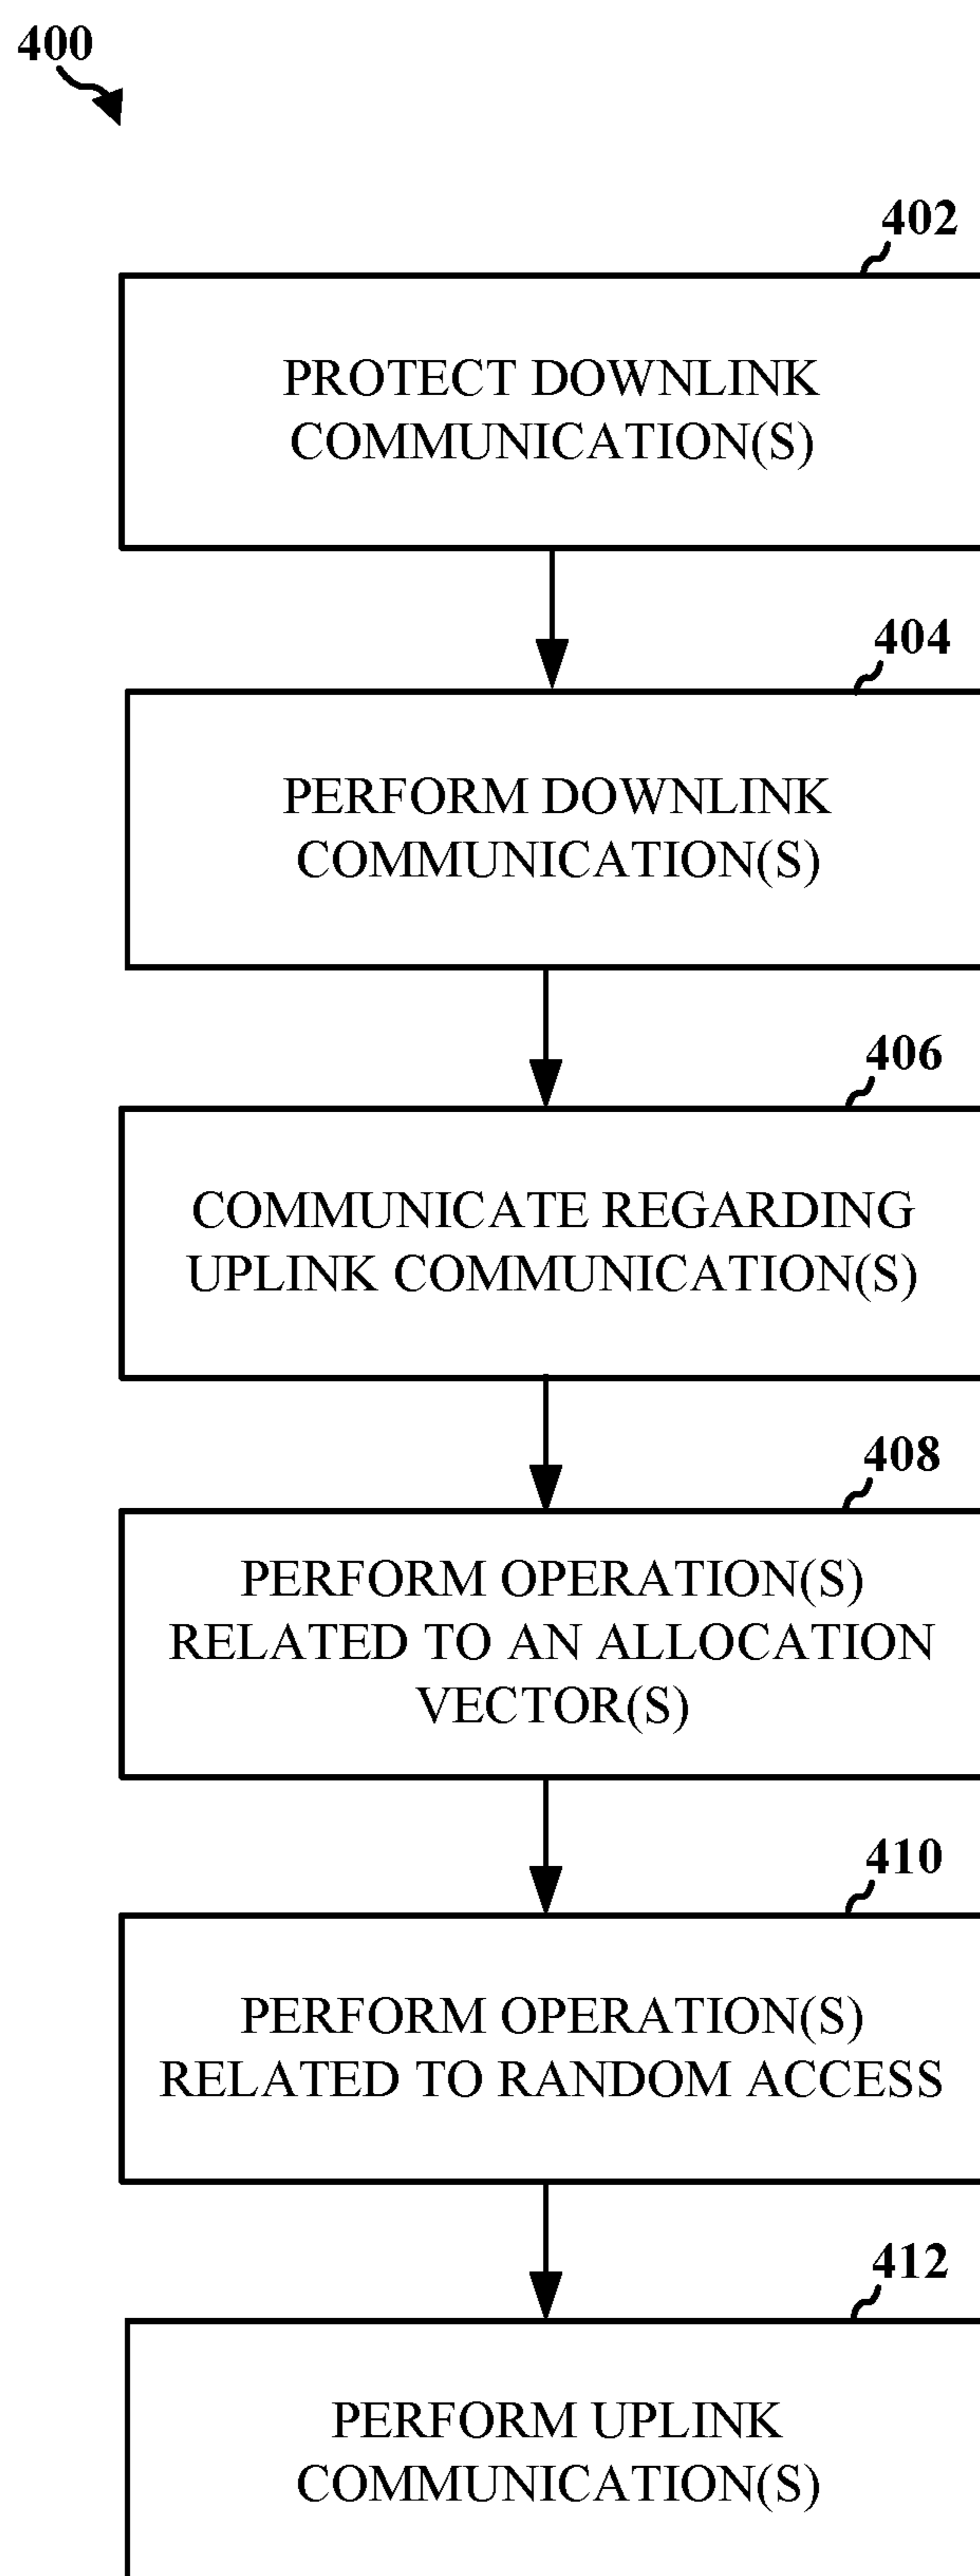 400
402
PROTECT DOWNLINK
COMMUNICATION(S)
404
PERFORM DOWNLINK
COMMUNICATION(S)
406
COMMUNICATE REGARDING
UPLINK COMMUNICATION(S)
408
PERFORM OPERATION(S)
RELATED TO AN ALLOCATION
VECTOR(S)
410
PERFORM OPERATION(S)
RELATED TO RANDOM ACCESS
412
PERFORM UPLINK
COMMUNICATION(S)